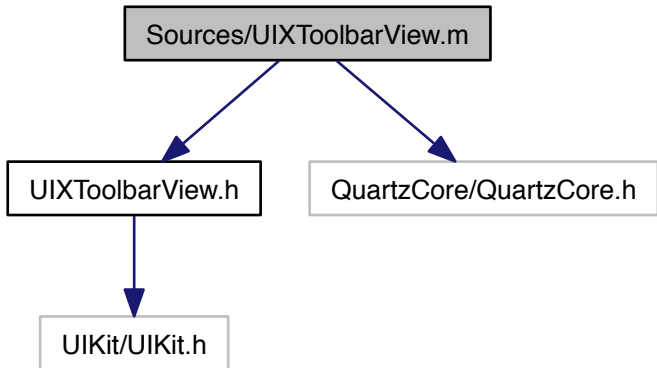 Sources/UIXToolbarView.m
UIXToolbarView.h
QuartzCore/QuartzCore.h
UIKit/UIKit.h